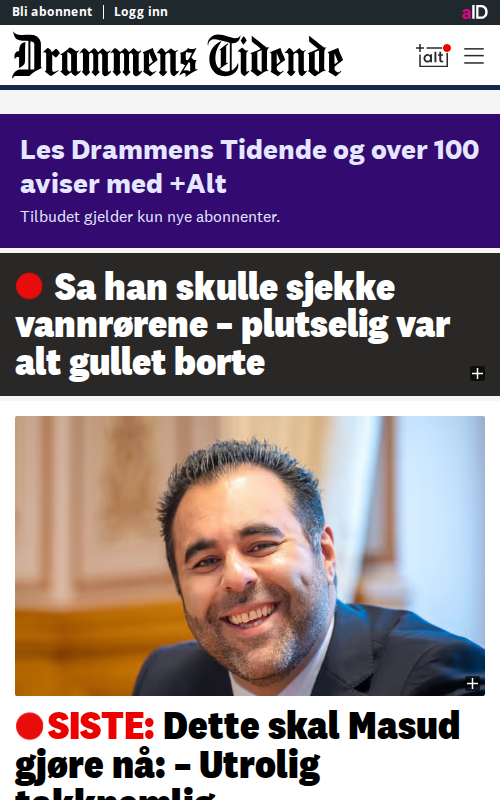 Bli abonnent | Logg inn
aID
Drammens Tidende
+alt
Les Drammens Tidende og over 100
aviser med +Alt
Tilbudet gjelder kun nye abonnenter.
Sa han skulle sjekke
vannrørene – plutselig var
alt gullet borte
SISTE: Dette skal Masud
gjøre nå: – Utrolig
takknemlig